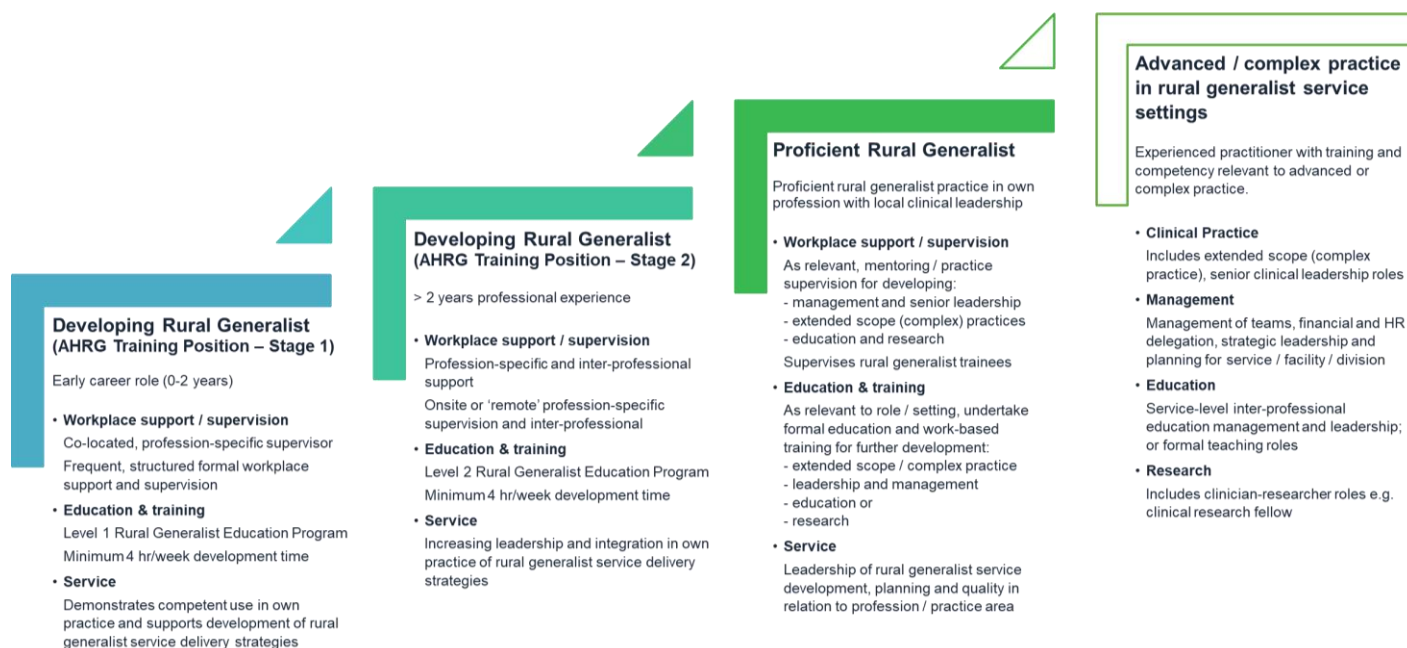 Developing Rural Generalist
(AHRG Training Position – Stage 1)
Early career role (0-2 years)
• Workplace support / supervision
Co-located, profession-specific supervisor
Frequent, structured formal workplace
support and supervision
• Education & training
Level 1 Rural Generalist Education Program
Minimum 4 hr/week development time
• Service
Demonstrates competent use in own
practice and supports development of rural
generalist service delivery strategies
Developing Rural Generalist
(AHRG Training Position – Stage 2)
> 2 years professional experience
• Workplace support / supervision
Profession-specific and inter-professional
support
Onsite or ‘remote’ profession-specific
supervision and inter-professional
• Education & training
Level 2 Rural Generalist Education Program
Minimum 4 hr/week development time
• Service
Increasing leadership and integration in own
practice of rural generalist service delivery
strategies
Proficient Rural Generalist
Proficient rural generalist practice in own
profession with local clinical leadership
• Workplace support / supervision
As relevant, mentoring / practice
supervision for developing:
- management and senior leadership
- extended scope (complex) practices
- education and research
Supervises rural generalist trainees
• Education & training
As relevant to role / setting, undertake
formal education and work-based
training for further development:
- extended scope / complex practice
- leadership and management
- education or
- research
• Service
Leadership of rural generalist service
development, planning and quality in
relation to profession / practice area
Advanced / complex practice
in rural generalist service
settings
Experienced practitioner with training and
competency relevant to advanced or
complex practice.
• Clinical Practice
Includes extended scope (complex
practice), senior clinical leadership roles
• Management
Management of teams, financial and HR
delegation, strategic leadership and
planning for service / facility / division
• Education
Service-level inter-professional
education management and leadership;
or formal teaching roles
• Research
Includes clinician-researcher roles e.g.
clinical research fellow